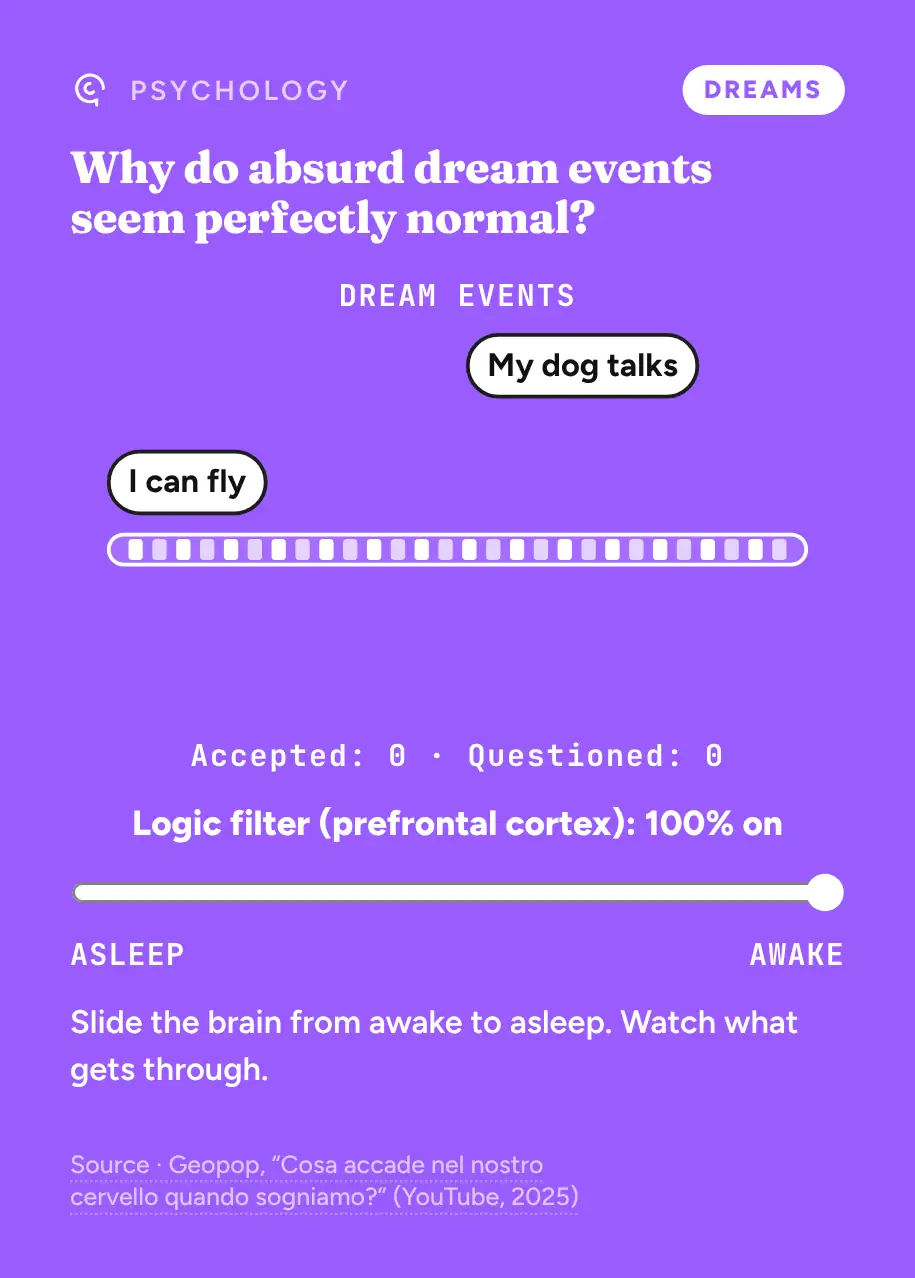 PSYCHOLOGY
DREAMS
Why do absurd dream events
seem perfectly normal?
DREAM EVENTS
My dog talks
I can fly
Accepted: 0 · Questioned: 0
Logic filter (prefrontal cortex): 100% on
ASLEEP
AWAKE
Slide the brain from awake to asleep. Watch what
gets through.
Source · Geopop, “Cosa accade nel nostro
cervello quando sogniamo?” (YouTube, 2025)